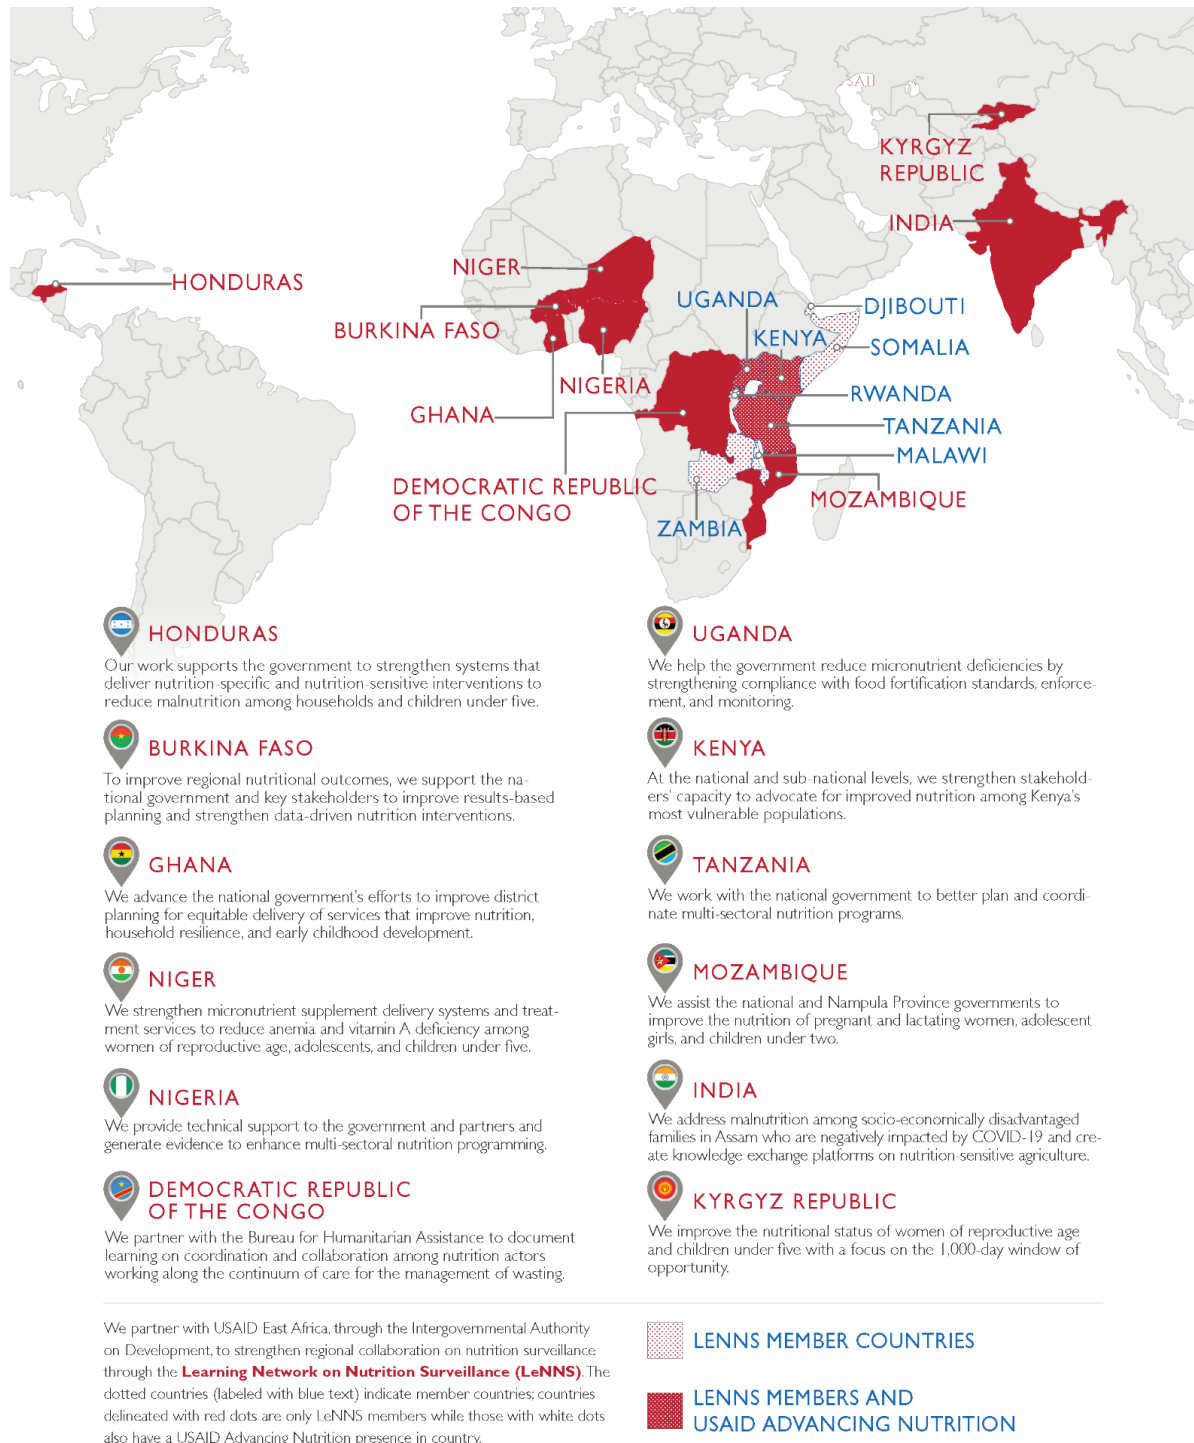 KYRGYZ
REPUBLIC
INDIA
HONDURAS
NIGER
BURKINA FASO
UGANDA
DJIBOUTI
KENYA
SOMALIA
NIGERIA
RWANDA
GHANA
TANZANIA
MALAWI
DEMOCRATIC REPUBLIC
OF THE CONGO
MOZAMBIQUE
ZAMBIA
HONDURAS
Our work supports the government to strengthen systems that
deliver nutrition-specific and nutrition-sensitive interventions to
reduce malnutrition among households and children under five.
BURKINA FASO
To improve regional nutritional outcomes, we support the na-
tional government and key stakeholders to improve results-based
planning and strengthen data-driven nutrition interventions.
GHANA
We advance the national government's efforts to improve district
planning for equitable delivery of services that improve nutrition,
household resilience, and early childhood development.
NIGER
We strengthen micronutrient supplement delivery systems and treat-
ment services to reduce anemia and vitamin A deficiency among
women of reproductive age, adolescents, and children under five.
NIGERIA
We provide technical support to the government and partners and
generate evidence to enhance multi-sectoral nutrition programming.
DEMOCRATIC REPUBLIC
OF THE CONGO
We partner with the Bureau for Humanitarian Assistance to document
learning on coordination and collaboration among nutrition actors
working along the continuum of care for the management of wasting.
UGANDA
We help the government reduce micronutrient deficiencies by
strengthening compliance with food fortification standards, enforce-
ment, and monitoring.
KENYA
At the national and sub-national levels, we strengthen stakehold-
ers' capacity to advocate for improved nutrition among Kenya's
most vulnerable populations.
TANZANIA
We work with the national government to better plan and coordi-
nate multi-sectoral nutrition programs.
MOZAMBIQUE
We assist the national and Nampula Province governments to
improve the nutrition of pregnant and lactating women, adolescent
girls, and children under two.
INDIA
We address malnutrition among socio-economically disadvantaged
families in Assam who are negatively impacted by COVID-19 and cre-
ate knowledge exchange platforms on nutrition-sensitive agriculture.
KYRGYZ REPUBLIC
We improve the nutritional status of women of reproductive age
and children under five with a focus on the 1,000-day window of
opportunity.
We partner with USAID East Africa, through the Intergovernmental Authority
on Development, to strengthen regional collaboration on nutrition surveillance
through the Learning Network on Nutrition Surveillance (LeNNS). The
dotted countries (labeled with blue text) indicate member countries; countries
delineated with red dots are only LeNNS members while those with white dots
also have a USAID Advancing Nutrition presence in country.
LENNS MEMBER COUNTRIES
LENNS MEMBERS AND
USAID ADVANCING NUTRITION